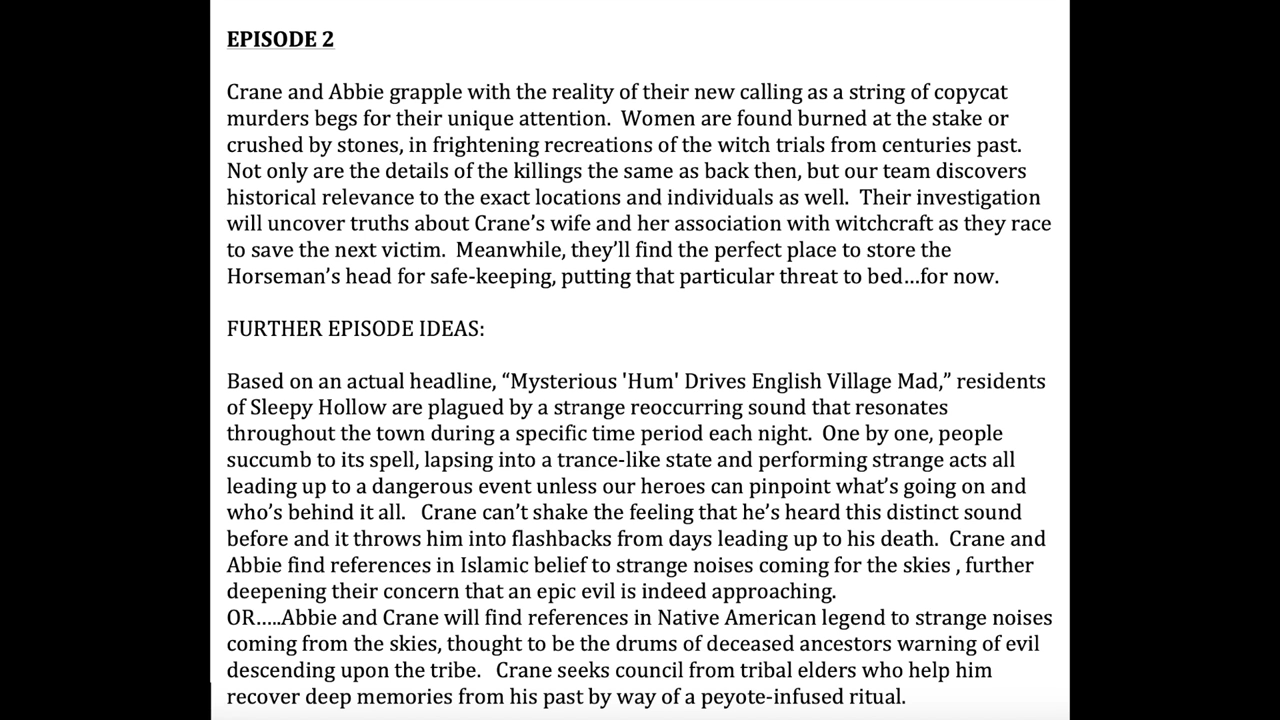 EPISODE 2
Crane and Abbie grapple with the reality of their new calling as a string of copycat
murders begs for their unique attention.  Women are found burned at the stake or
crushed by stones, in frightening recreations of the witch trials from centuries past.
Not only are the details of the killings the same as back then, but our team discovers
historical relevance to the exact locations and individuals as well.  Their investigation
will uncover truths about Crane’s wife and her association with witchcraft as they race
to save the next victim.  Meanwhile, they’ll find the perfect place to store the
Horseman’s head for safe-keeping, putting that particular threat to bed…for now.
FURTHER EPISODE IDEAS:
Based on an actual headline, “Mysterious 'Hum' Drives English Village Mad,” residents
of Sleepy Hollow are plagued by a strange reoccurring sound that resonates
throughout the town during a specific time period each night.  One by one, people
succumb to its spell, lapsing into a trance-like state and performing strange acts all
leading up to a dangerous event unless our heroes can pinpoint what’s going on and
who’s behind it all.   Crane can’t shake the feeling that he’s heard this distinct sound
before and it throws him into flashbacks from days leading up to his death.  Crane and
Abbie find references in Islamic belief to strange noises coming for the skies , further
deepening their concern that an epic evil is indeed approaching.
OR…..Abbie and Crane will find references in Native American legend to strange noises
coming from the skies, thought to be the drums of deceased ancestors warning of evil
descending upon the tribe.   Crane seeks council from tribal elders who help him
recover deep memories from his past by way of a peyote-infused ritual.